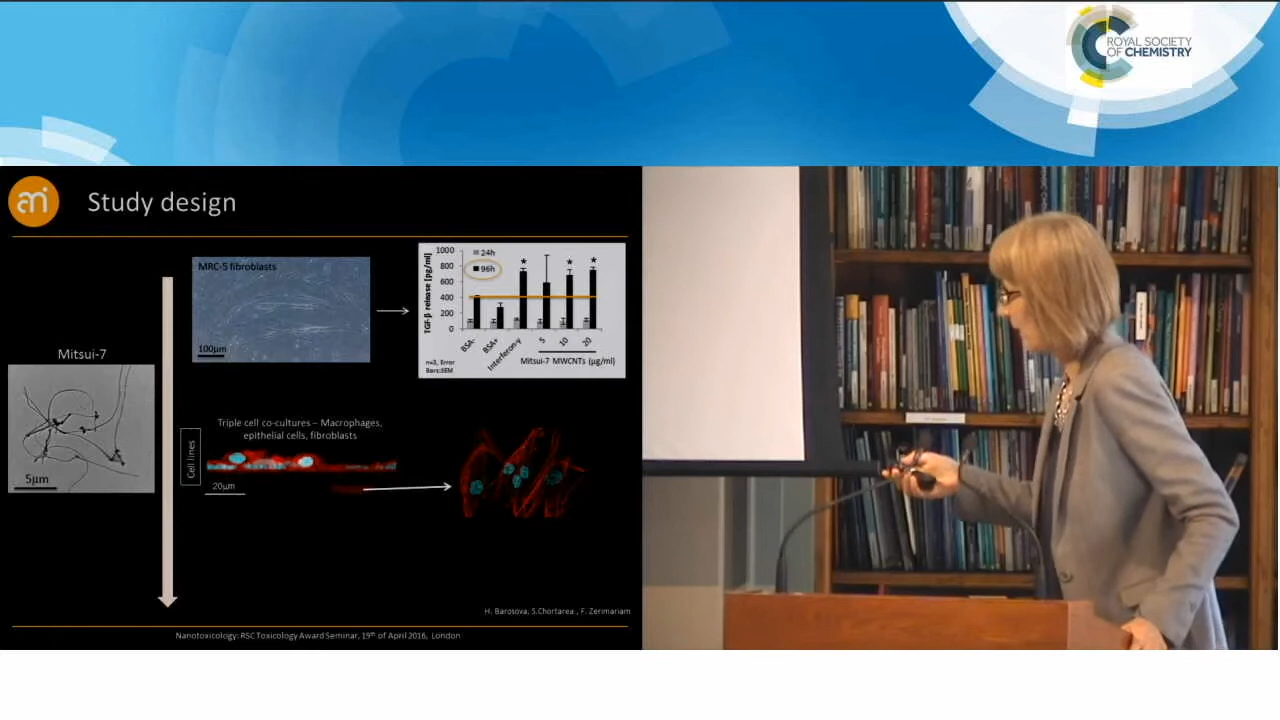 ROYAL SOCIETY
OF CHEMISTRY
ani
Study design
Mitsui-7
5µm
MRC-5 fibroblasts
100µm
TGF-β release (pg/ml)
1000
800
600
400
200
0
24h
96h
*
*
*
BSA-
BSA+
Interferon-γ
5
10
20
Mitsui-7 MWCNTs (µg/ml)
n=3, Error
Bars:SEM
Triple cell co-cultures – Macrophages,
epithelial cells, fibroblasts
Cell lines
20µm
H. Barosova, S.Chortarea , F. Zerimariam
Nanotoxicology: RSC Toxicology Award Seminar, 19th of April 2016, London